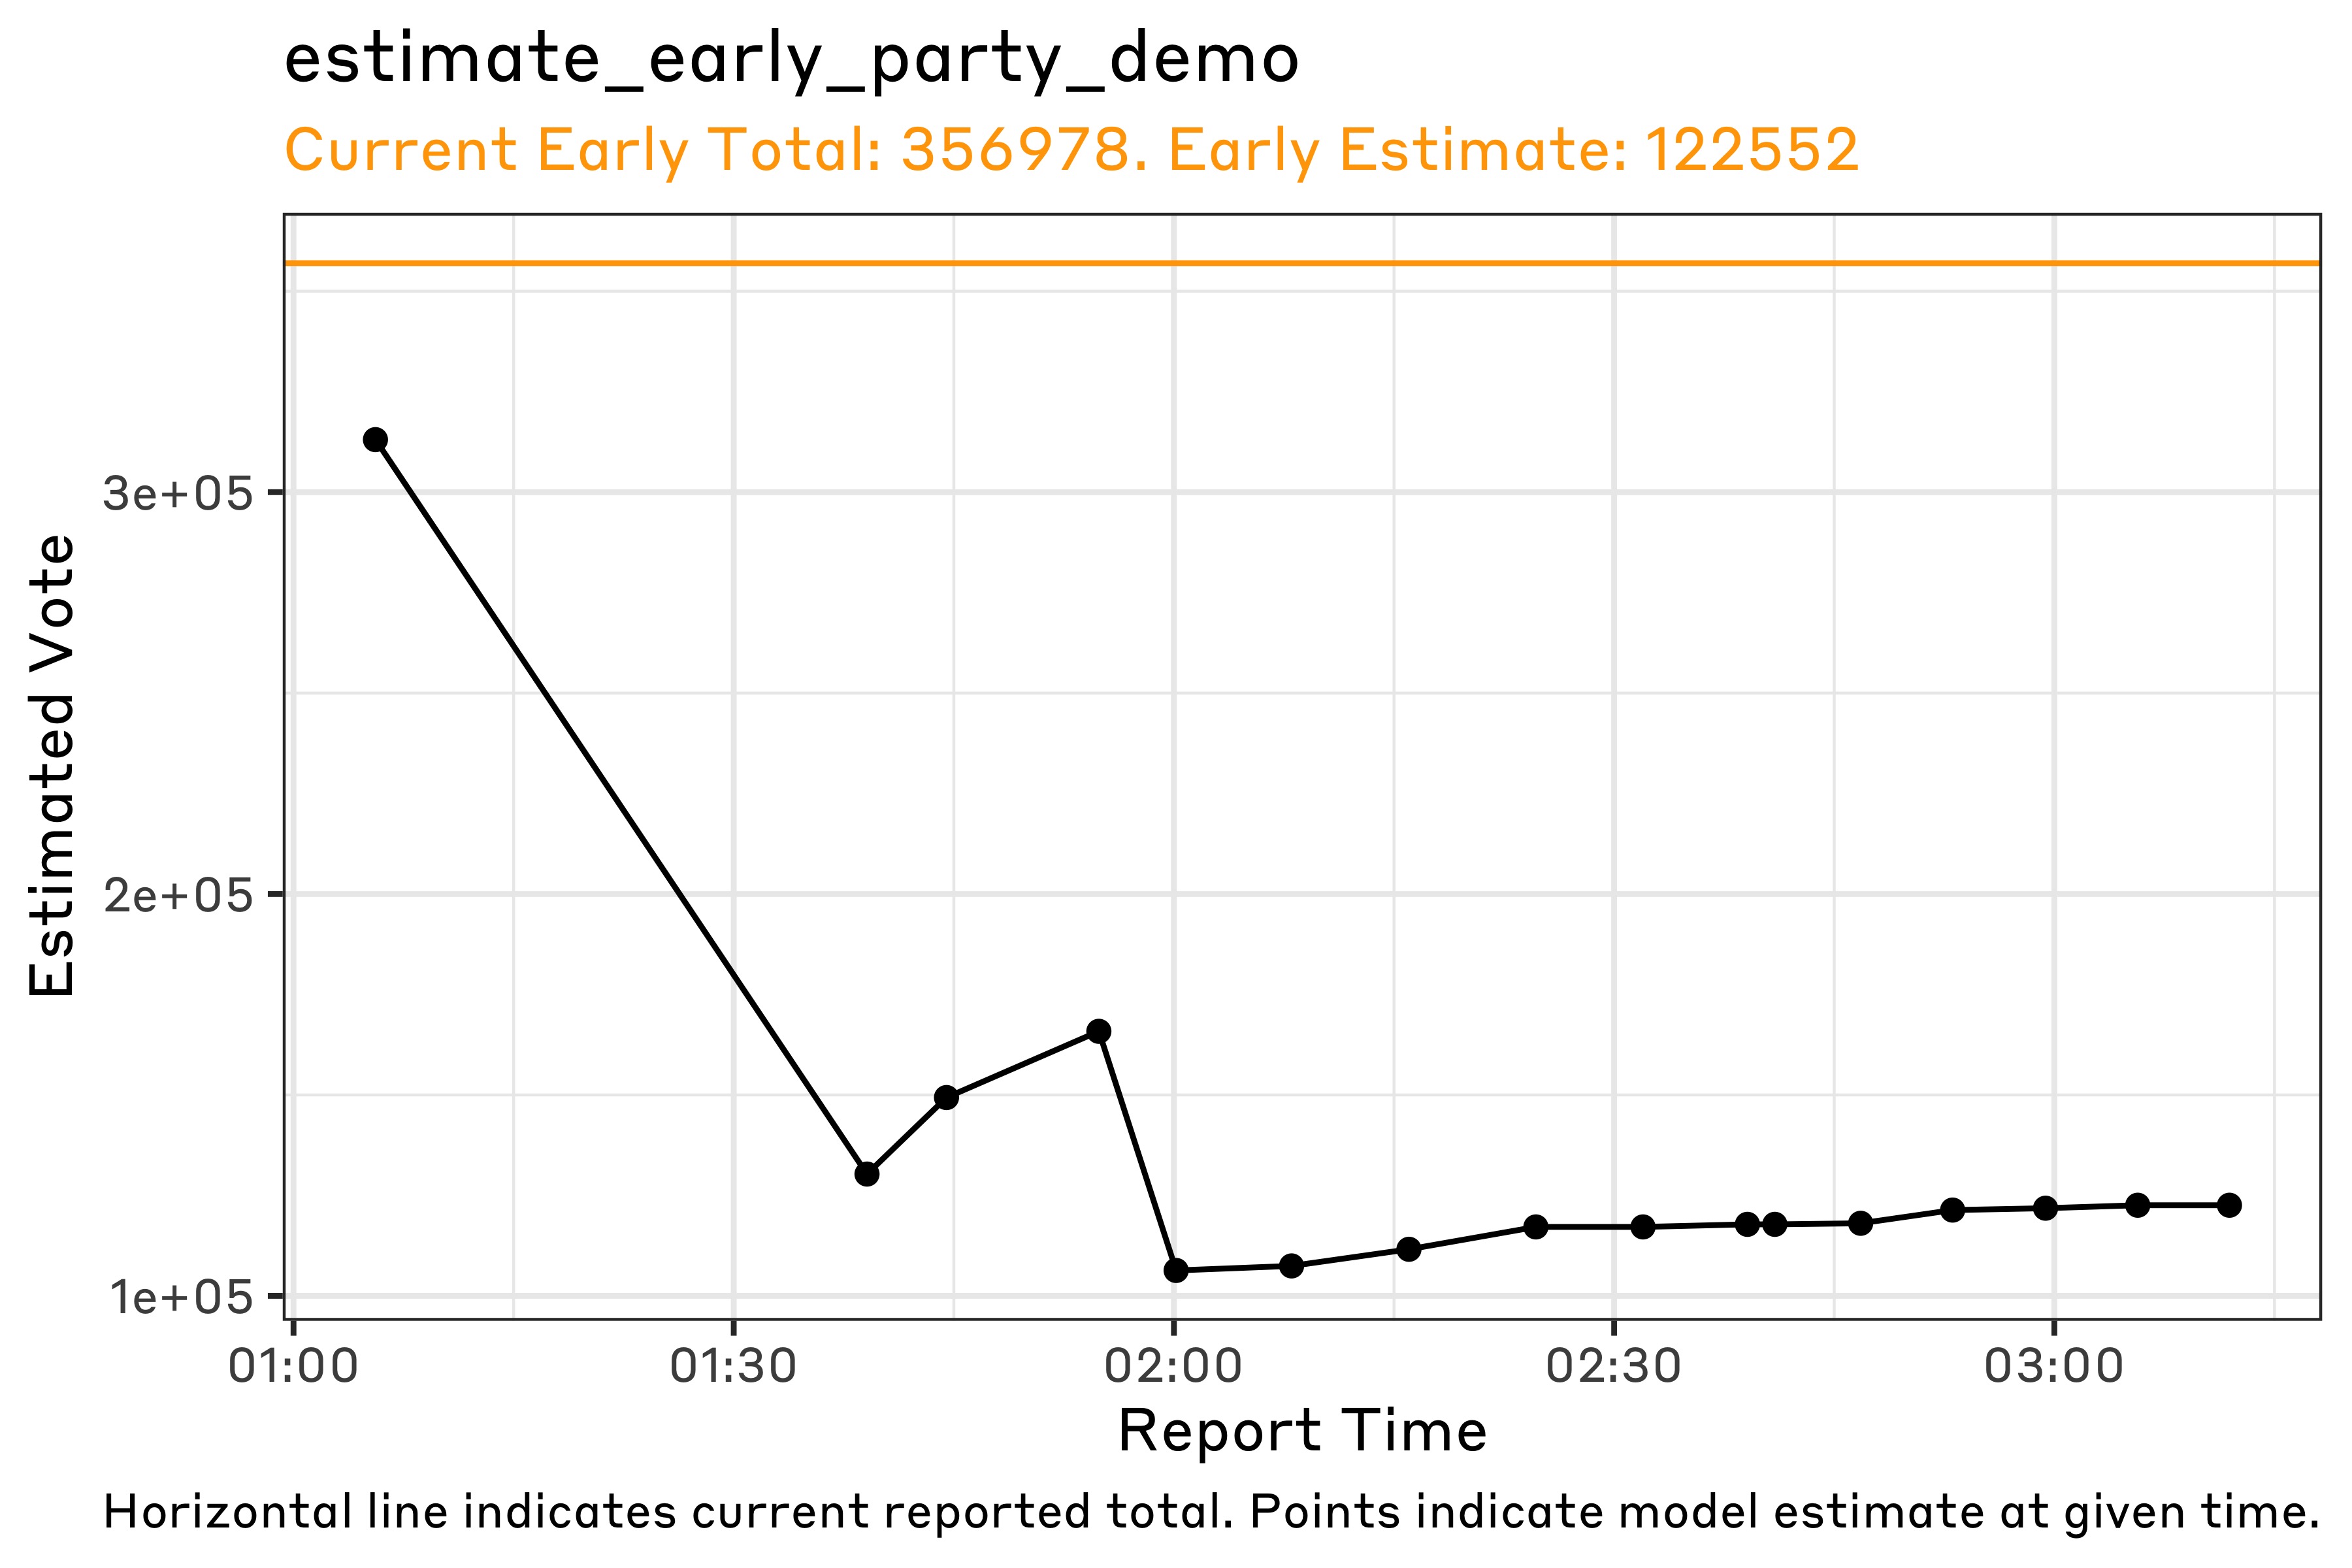 estimate_early_party_demo
Current Early Total: 356978. Early Estimate: 122552
Estimated Vote
3e+05
2e+05
1e+05
01:00 01:30 02:00 02:30 03:00
Report Time
Horizontal line indicates current reported total. Points indicate model estimate at given time.